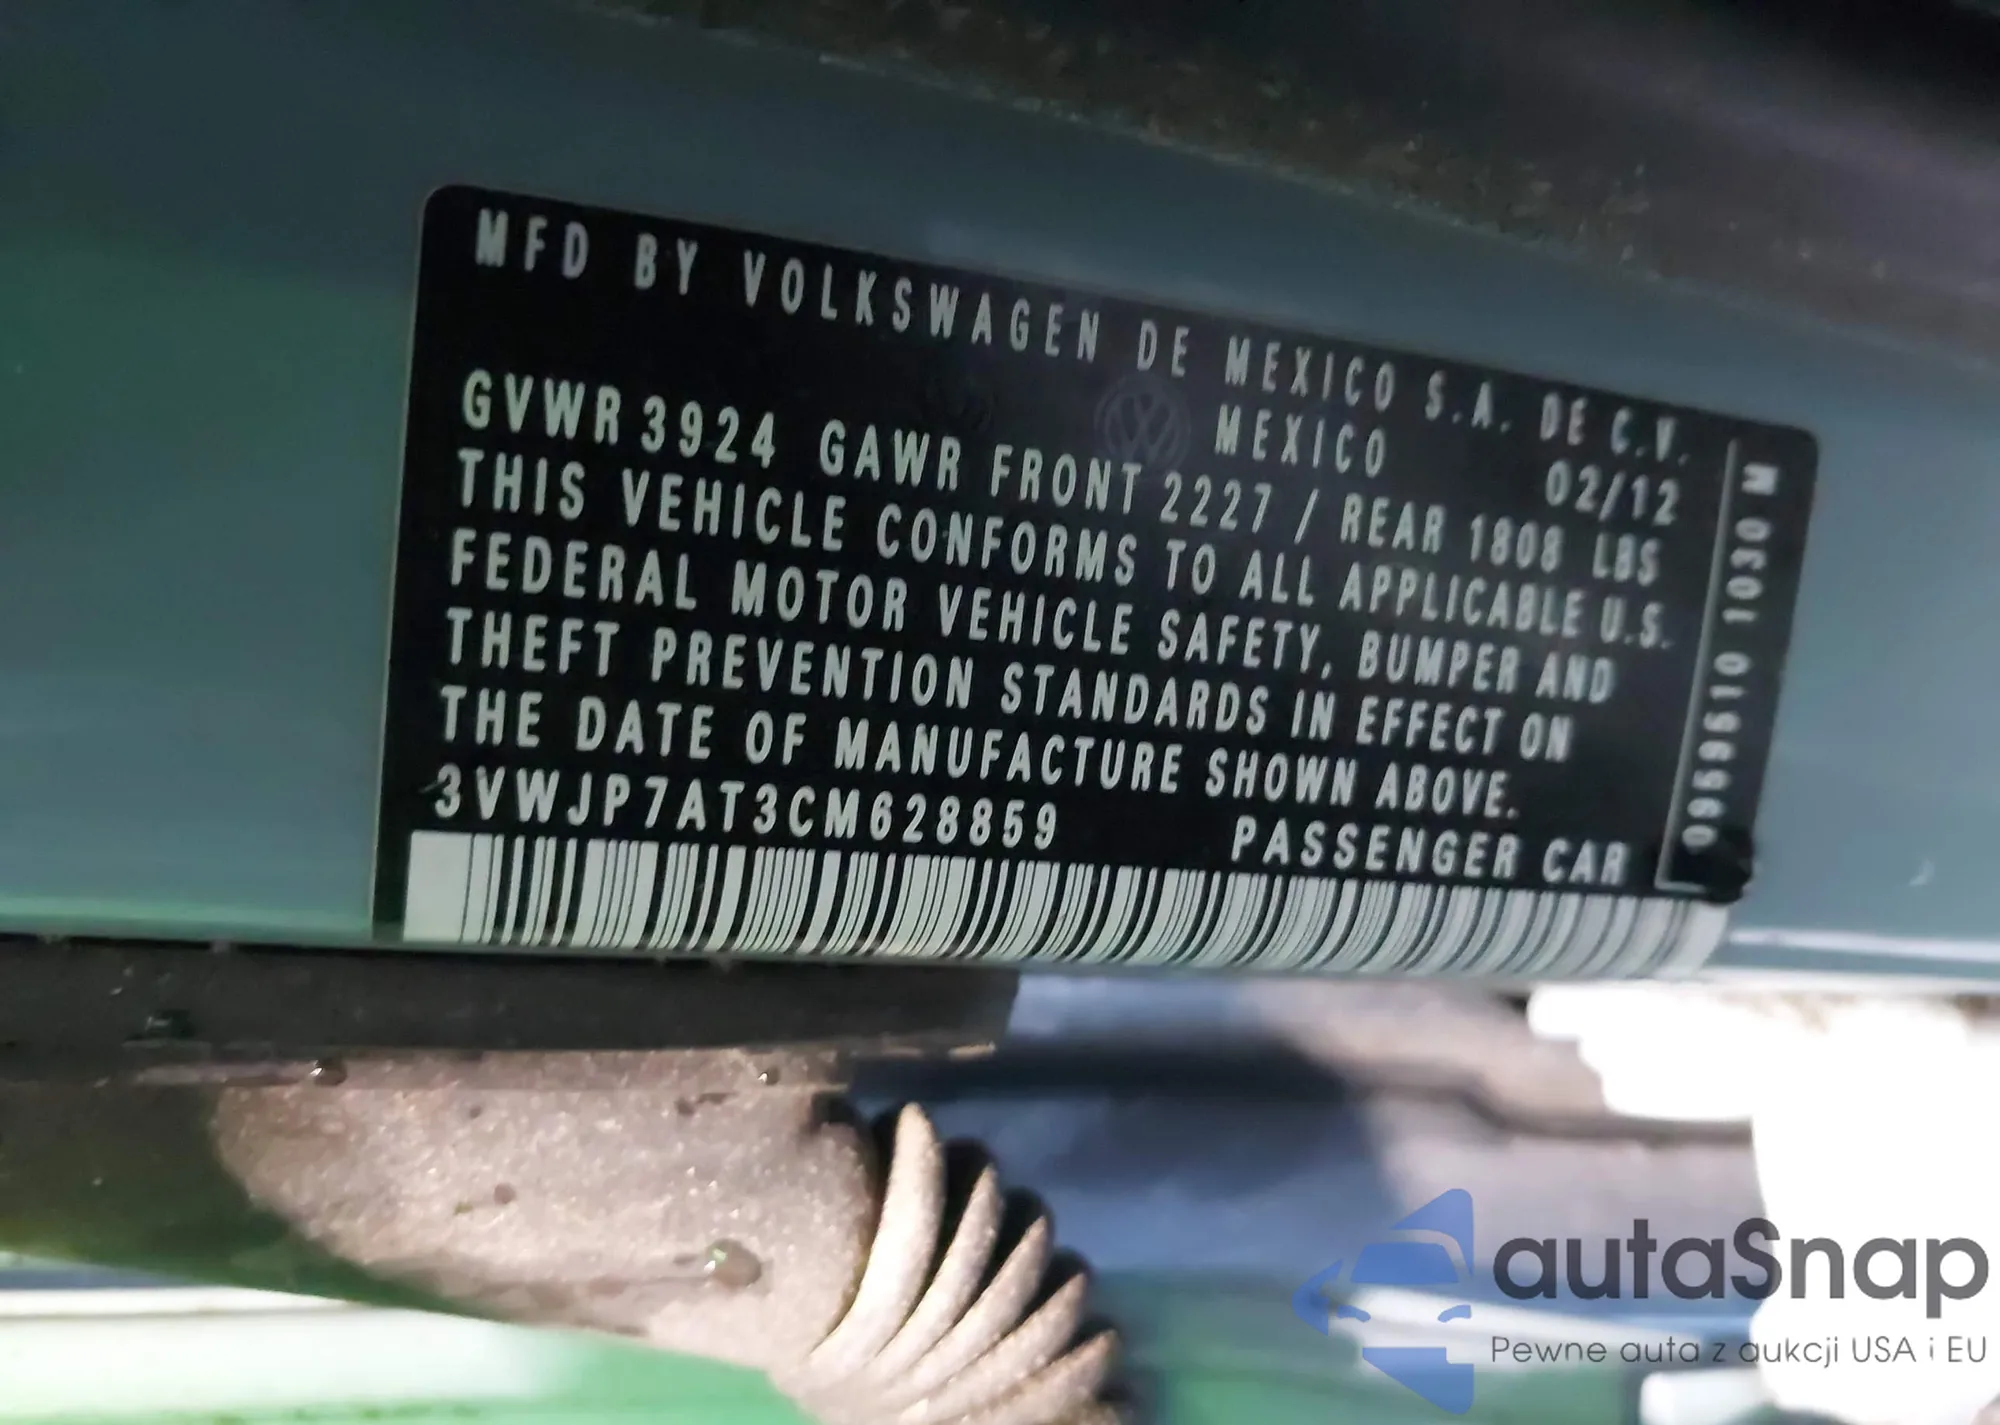 MFD BY VOLKSWAGEN DE MEXICO S.A. DE C.V.
MEXICO 02/12
GVWR 3924 GAWR FRONT 2227 / REAR 1808 LBS
THIS VEHICLE CONFORMS TO ALL APPLICABLE U.S.
FEDERAL MOTOR VEHICLE SAFETY, BUMPER AND
THEFT PREVENTION STANDARDS IN EFFECT ON
THE DATE OF MANUFACTURE SHOWN ABOVE.
3VWJP7AT3CM628859 PASSENGER CAR
1030 M
autaSnap
Pewne auta z aukcji USA i EU